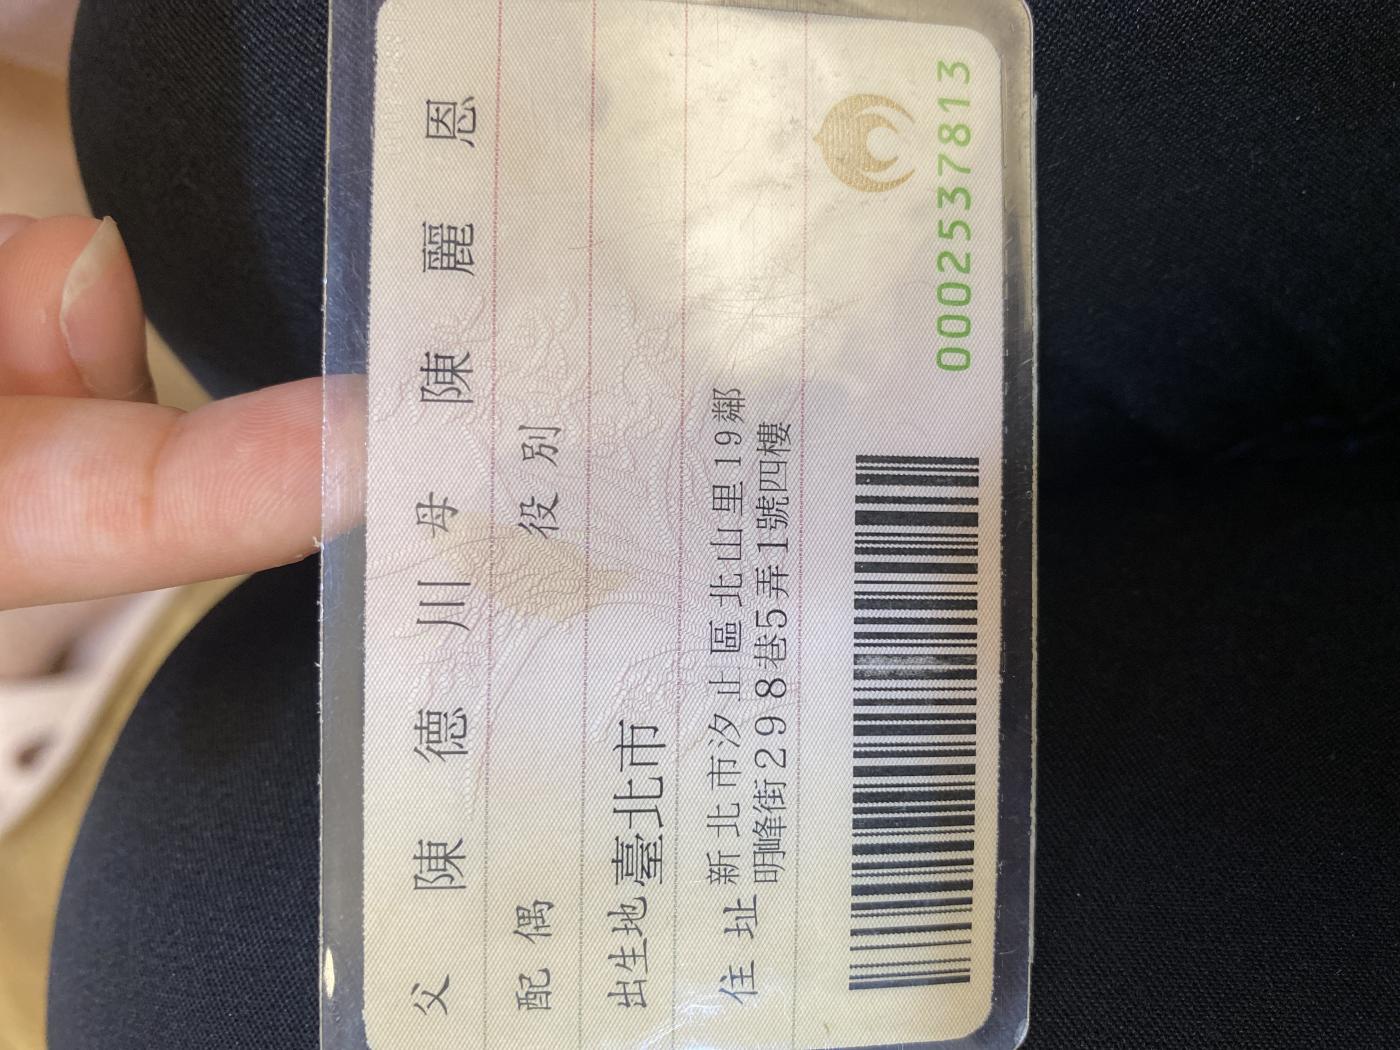 父 陳德川 母 陳麗恩
配偶 役別
出生地 臺北市
住址 新北市汐止區北山里19鄰
明峰街298巷5弄1號四樓
0002537813